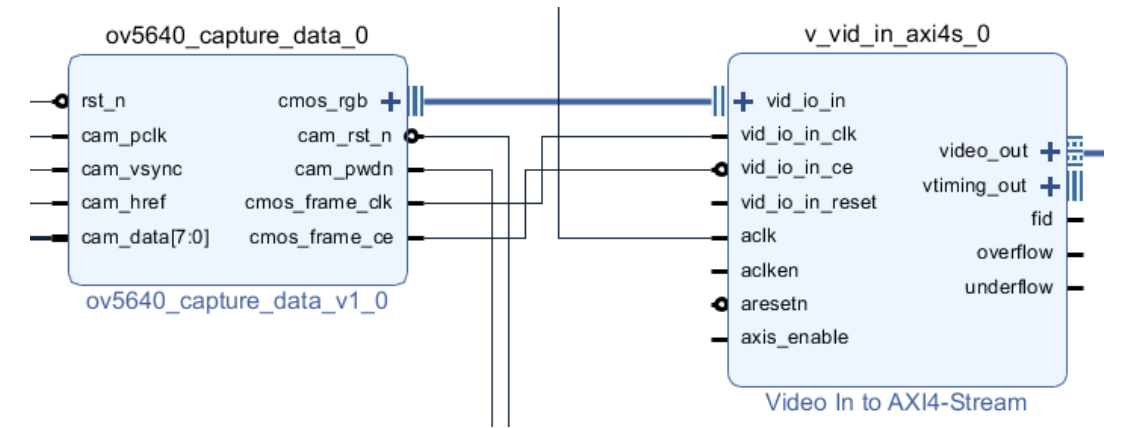 ov5640_capture_data_0
rst_n
cam_pclk
cam_vsync
cam_href
cam_data[7:0]
cmos_rgb
cam_rst_n
cam_pwdn
cmos_frame_clk
cmos_frame_ce
ov5640_capture_data_v1_0
v_vid_in_axi4s_0
vid_io_in
vid_io_in_clk
vid_io_in_ce
vid_io_in_reset
aclk
aclken
aresetn
axis_enable
video_out
vtiming_out
fid
overflow
underflow
Video In to AXI4-Stream